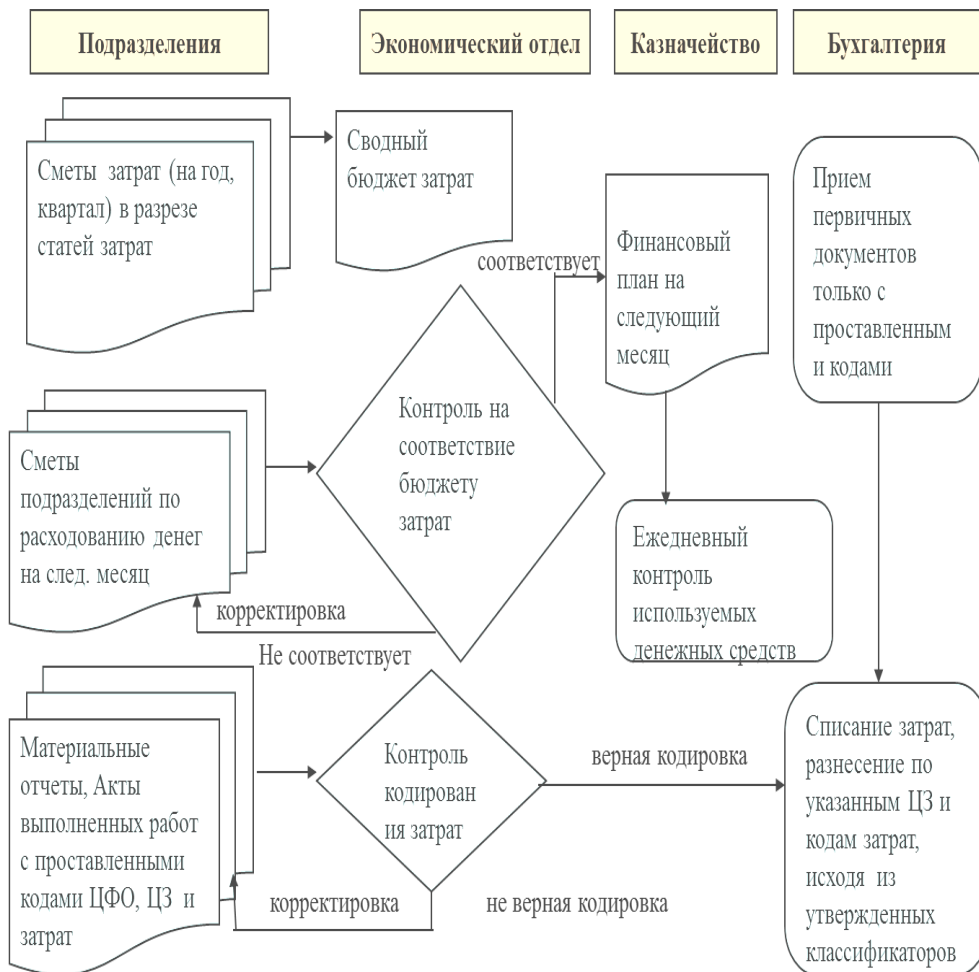 Подразделения
Экономический отдел
Казначейство
Бухгалтерия
Сметы затрат (на год,
квартал) в разрезе
статей затрат
Сводный
бюджет затрат
соответствует
Финансовый
план на
следующий
месяц
Прием
первичных
документов
только с
проставленным
и кодами
Сметы
подразделений по
расходованию денег
на след. месяц
Контроль на
соответствие
бюджету
затрат
корректировка
Не соответствует
Ежедневный
контроль
используемых
денежных средств
Материальные
отчеты, Акты
выполненных работ
с проставленными
кодами ЦФО, ЦЗ и
затрат
Контроль
кодирован
ия затрат
верная кодировка
корректировка
не верная кодировка
Списание затрат,
разнесение по
указанным ЦЗ и
кодам затрат,
исходя из
утвержденных
классификаторов